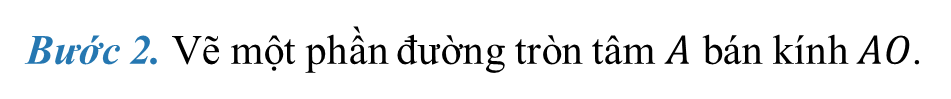 Bước 2. Vẽ một phần đường tròn tâm A bán kính AO.